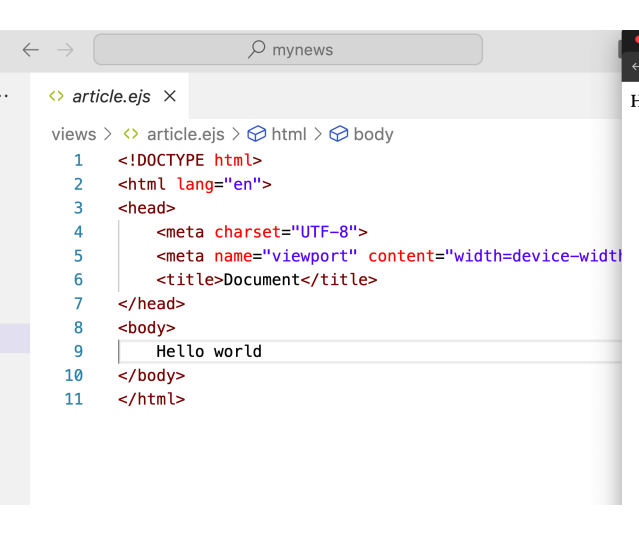 mynews
article.ejs
views > article.ejs > html > body
1 <!DOCTYPE html>
2 <html lang="en">
3 <head>
4 <meta charset="UTF-8">
5 <meta name="viewport" content="width=device-width
6 <title>Document</title>
7 </head>
8 <body>
9 Hello world
10 </body>
11 </html>